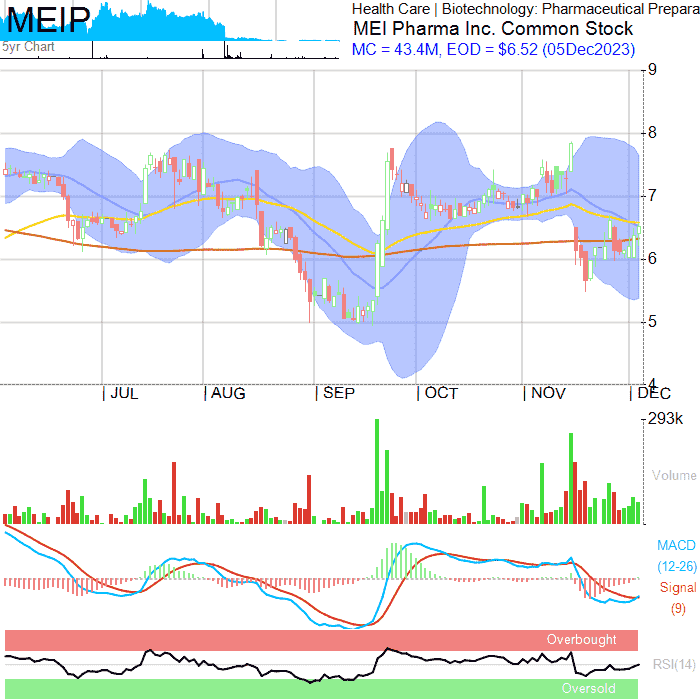 MEIP
5yr Chart
Health Care | Biotechnology: Pharmaceutical Prepara
MEI Pharma Inc. Common Stock
MC = 43.4M, EOD = $6.52 (05Dec2023)
9
8
7
6
5
4
JUL
AUG
SEP
OCT
NOV
DEC
293k
Volume
MACD
(12-26)
Signal
(9)
Overbought
RSI(14)
Oversold